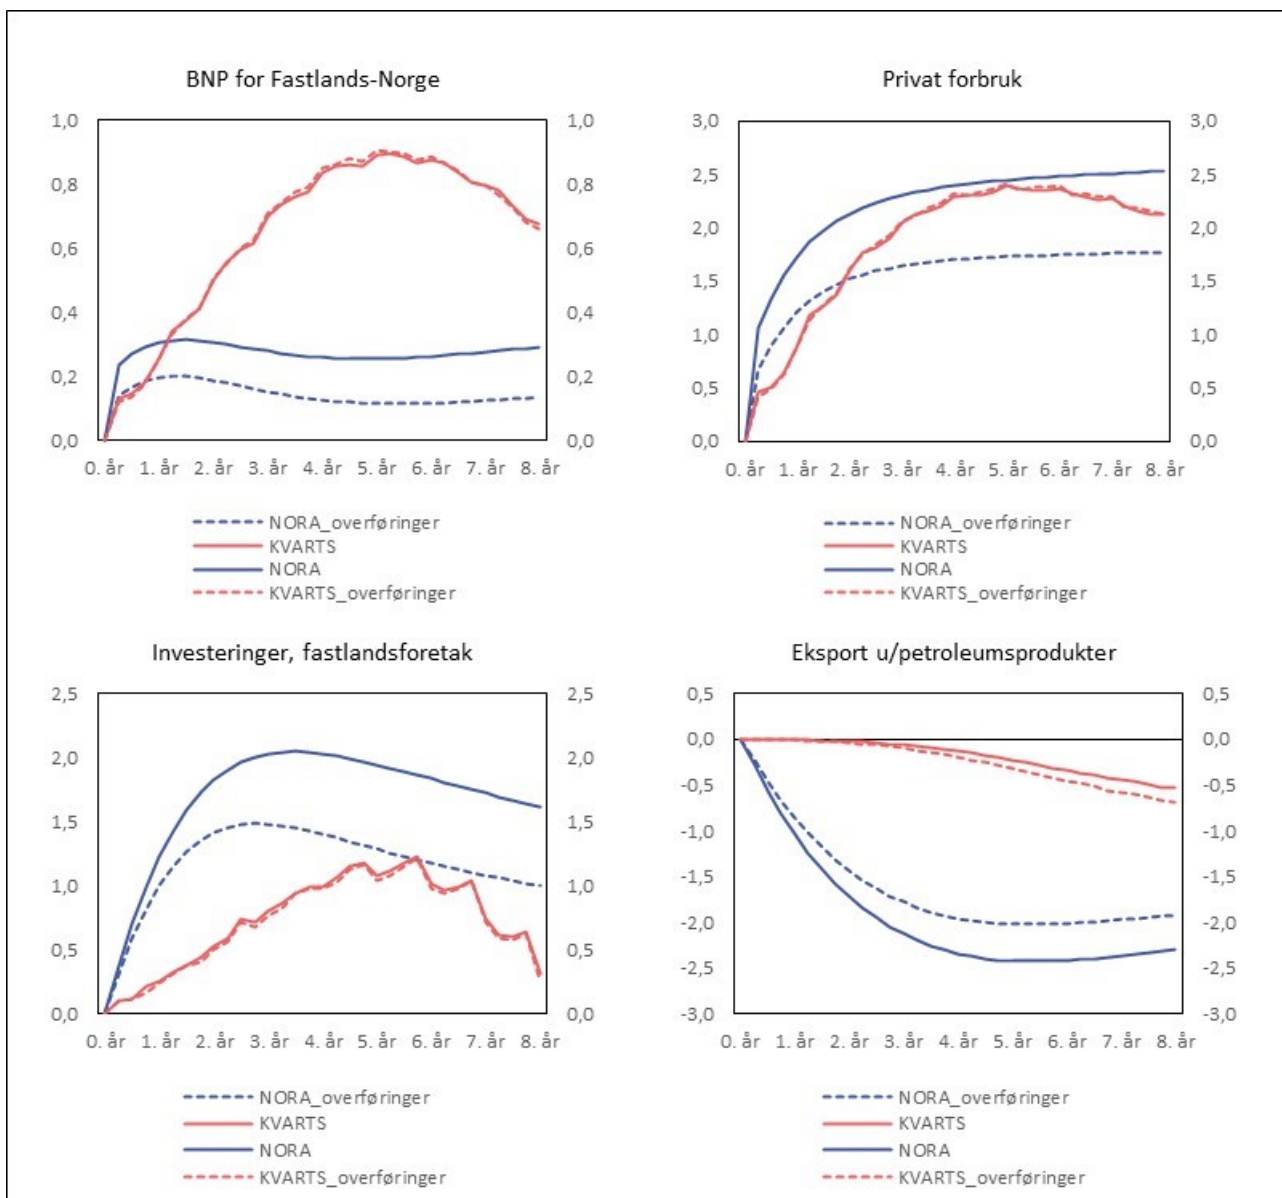 BNP for Fastlands-Norge
1,0 1,0
0,8 0,8
0,6 0,6
0,4 0,4
0,2 0,2
0,0 0,0
0. år 1. år 2. år 3. år 4. år 5. år 6. år 7. år 8. år
NORA_overføringer
KVARTS
NORA
KVARTS_overføringer
Privat forbruk
3,0 3,0
2,5 2,5
2,0 2,0
1,5 1,5
1,0 1,0
0,5 0,5
0,0 0,0
0. år 1. år 2. år 3. år 4. år 5. år 6. år 7. år 8. år
NORA_overføringer
KVARTS
NORA
KVARTS_overføringer
Investeringer, fastlandsforetak
2,5 2,5
2,0 2,0
1,5 1,5
1,0 1,0
0,5 0,5
0,0 0,0
0. år 1. år 2. år 3. år 4. år 5. år 6. år 7. år 8. år
NORA_overføringer
KVARTS
NORA
KVARTS_overføringer
Eksport u/petroleumsprodukter
0,5 0,5
0,0 0,0
-0,5 -0,5
-1,0 -1,0
-1,5 -1,5
-2,0 -2,0
-2,5 -2,5
-3,0 -3,0
0. år 1. år 2. år 3. år 4. år 5. år 6. år 7. år 8. år
NORA_overføringer
KVARTS
NORA
KVARTS_overføringer